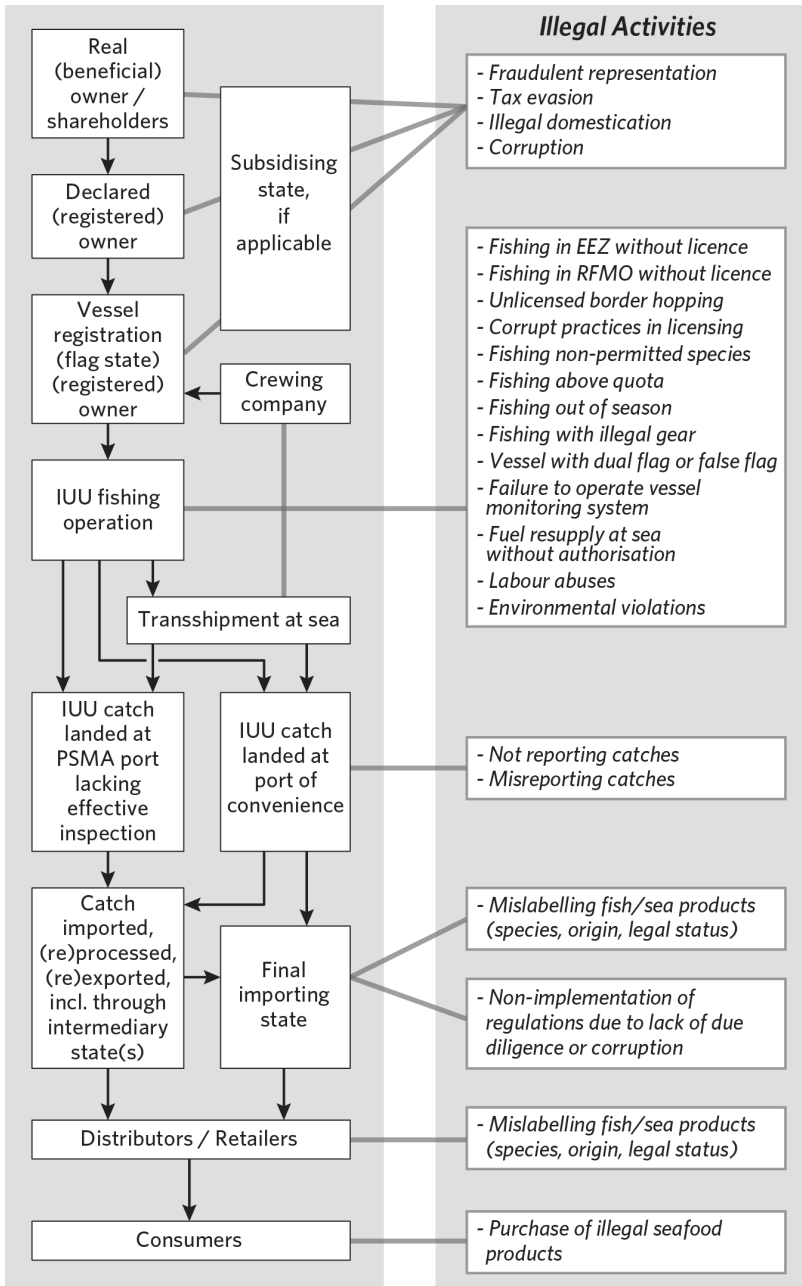 Real
(beneficial)
owner /
shareholders
Declared
(registered)
owner
Vessel
registration
(flag state)
(registered)
owner
Subsidising
state,
if
applicable
Crewing
company
IUU fishing
operation
Transshipment at sea
IUU catch
landed at
PSMA port
lacking
effective
inspection
IUU catch
landed at
port of
convenience
Catch
imported,
(re)processed,
(re)exported,
incl. through
intermediary
state(s)
Final
importing
state
Distributors / Retailers
Consumers
Illegal Activities
- Fraudulent representation
- Tax evasion
- Illegal domestication
- Corruption
- Fishing in EEZ without licence
- Fishing in RFMO without licence
- Unlicensed border hopping
- Corrupt practices in licensing
- Fishing non-permitted species
- Fishing above quota
- Fishing out of season
- Fishing with illegal gear
- Vessel with dual flag or false flag
- Failure to operate vessel
monitoring system
- Fuel resupply at sea
without authorisation
- Labour abuses
- Environmental violations
- Not reporting catches
- Misreporting catches
- Mislabelling fish/sea products
(species, origin, legal status)
- Non-implementation of
regulations due to lack of due
diligence or corruption
- Mislabelling fish/sea products
(species, origin, legal status)
- Purchase of illegal seafood
products